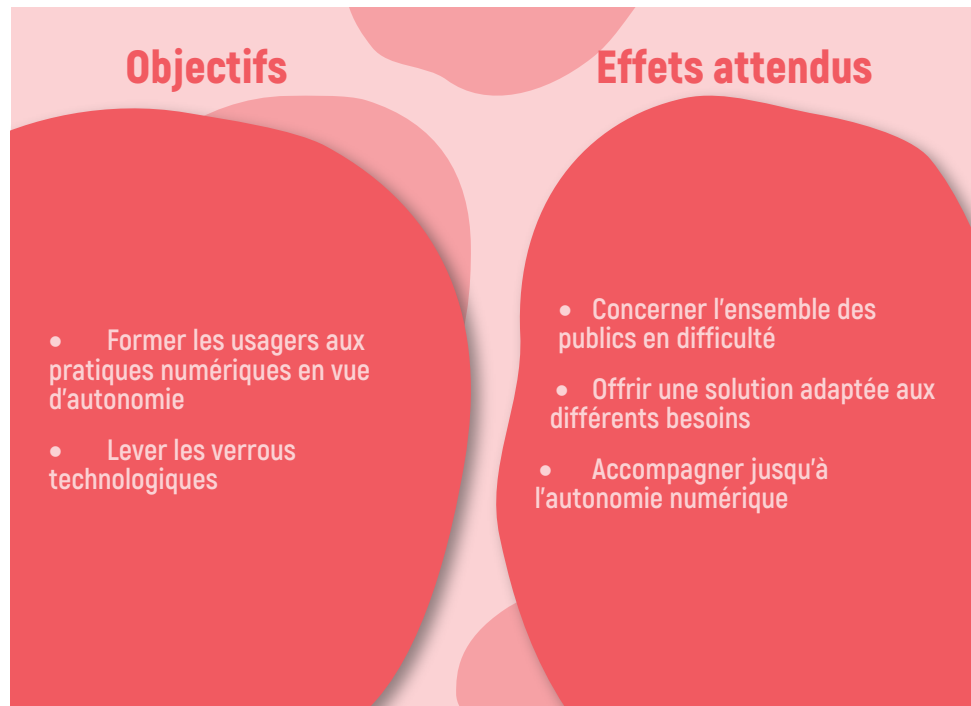 Objectifs
• Former les usagers aux
pratiques numériques en vue
d'autonomie
• Lever les verrous
technologiques
Effets attendus
• Concerner l'ensemble des
publics en difficulté
• Offrir une solution adaptée aux
différents besoins
• Accompagner jusqu'à
l'autonomie numérique